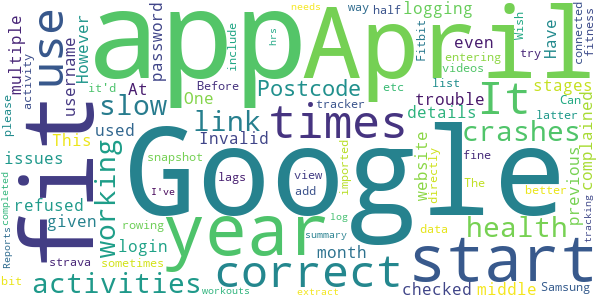 app April
Google
fit
year
start
use
times
It
correct
activities
health
crashes
slow
link
working
Postcode
login
website
multiple
username
password
However
At
One
used
Invalid
even
logging
way
half
Fitbit
include
Before
hrs
list
try
Wish
Have
Can
latter
connected
fitness
needs
entering
videos
etc
trouble
details
stages
complained
previous
tracker
fine
The
better
directly
tracking
data
month
checked
middle
Samsung
view
add
imported
lags
snapshot
I've
rowing
summary
log
extract
workouts
sometimes
strava
given
refused
issues
This
please
activity
it'd
completed
Reports
bit